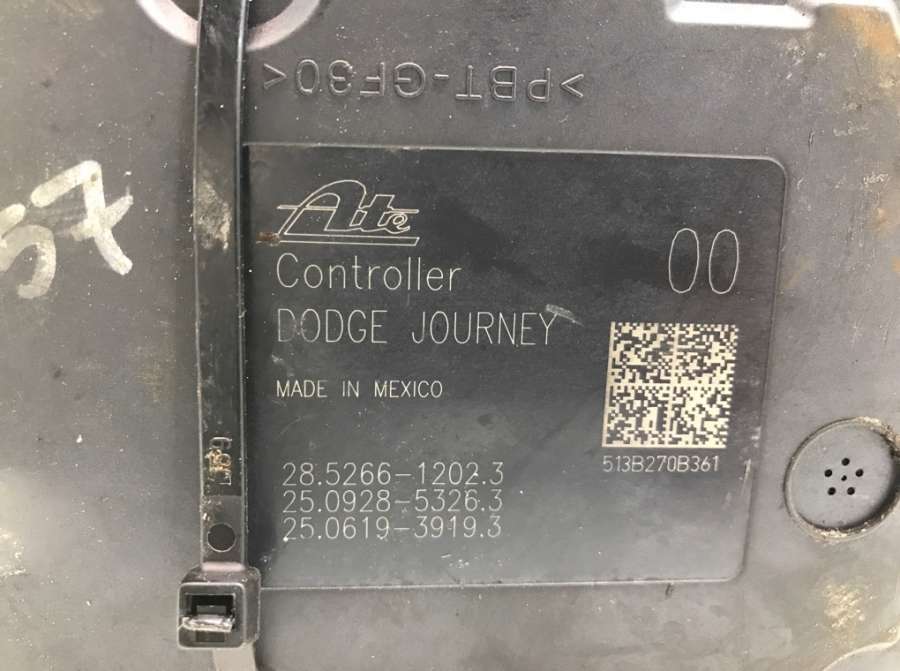 >PBT-GF30<
57
Ate
Controller
00
DODGE JOURNEY
MADE IN MEXICO
513B270B361
28.5266-1202.3
25.0928-5326.3
25.0619-3919.3